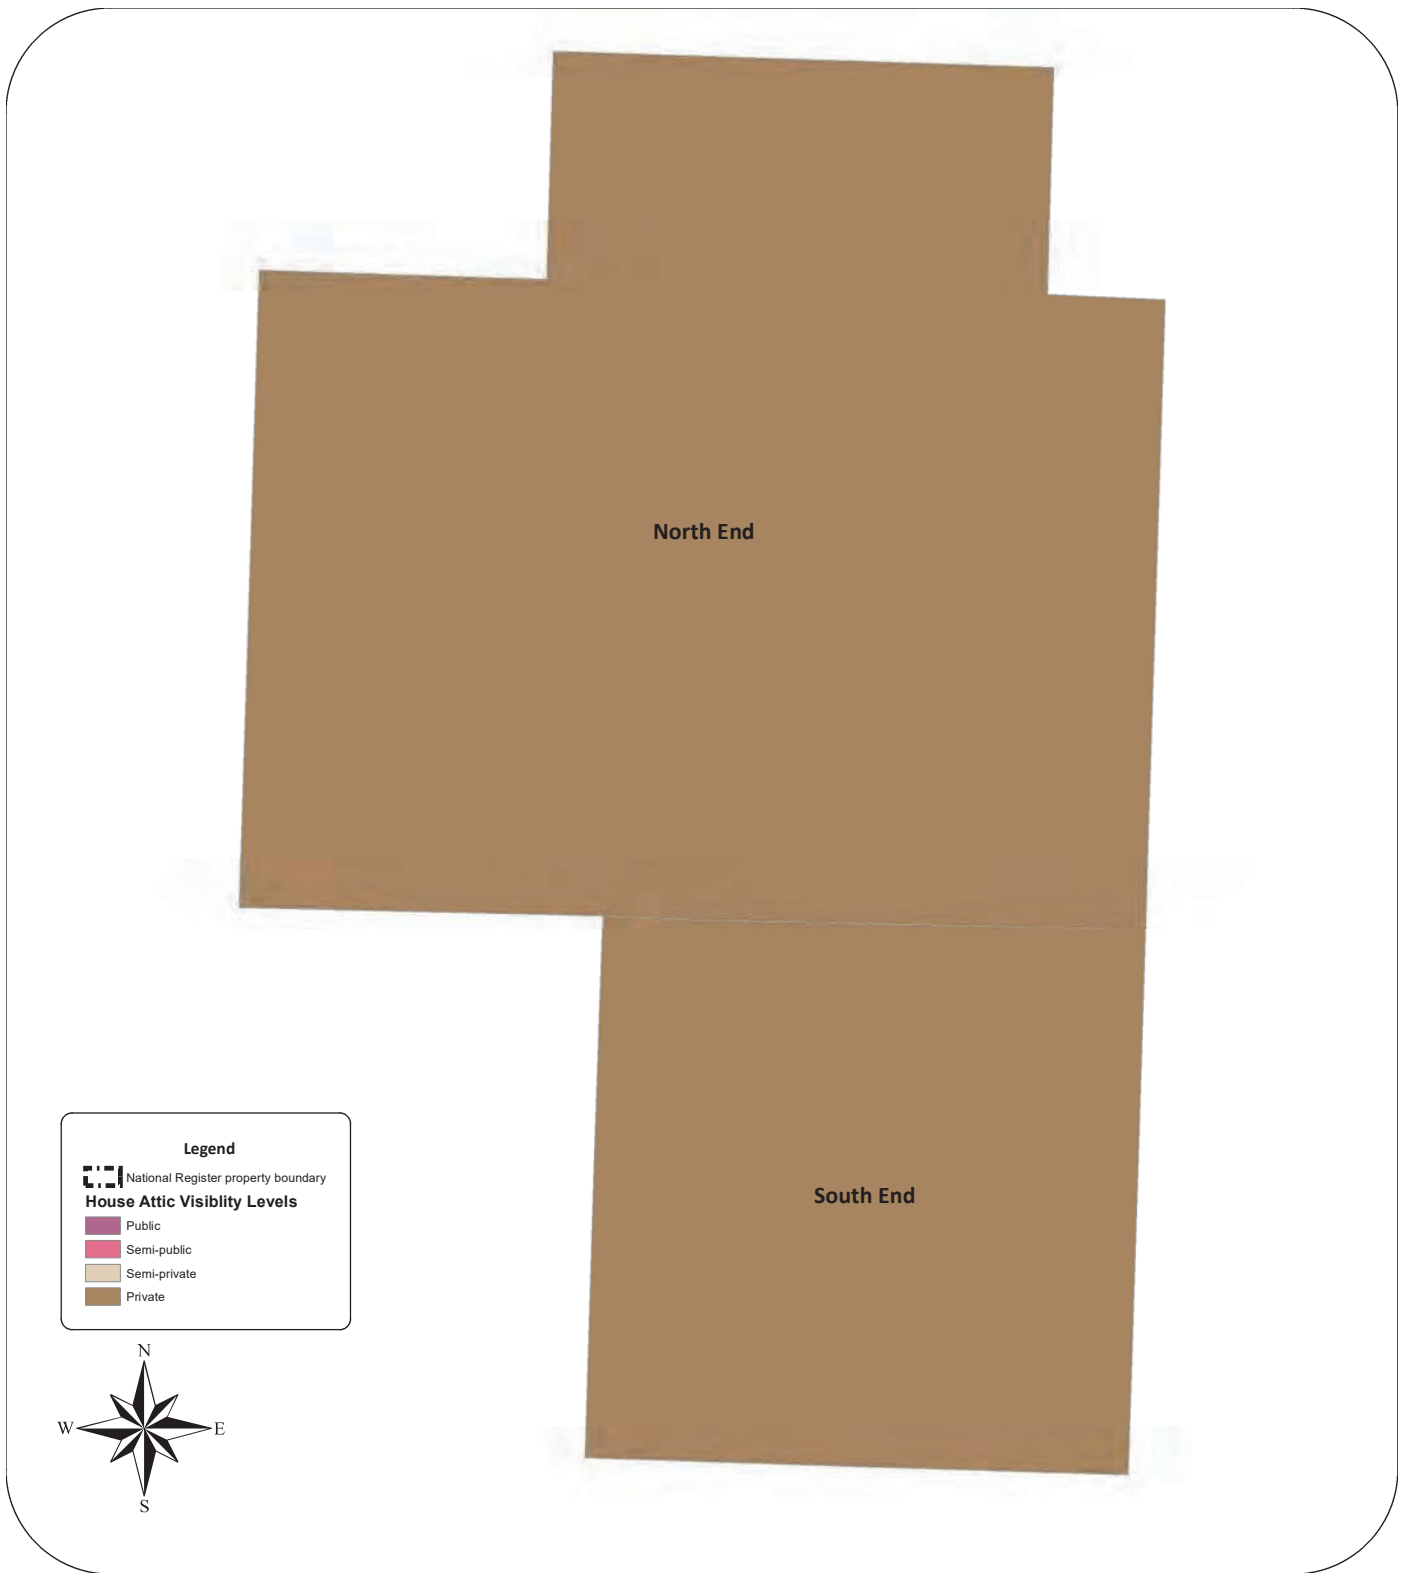 North End
South End
Legend
National Register property boundary
House Attic Visiblity Levels
Public
Semi-public
Semi-private
Private
N
W E
S